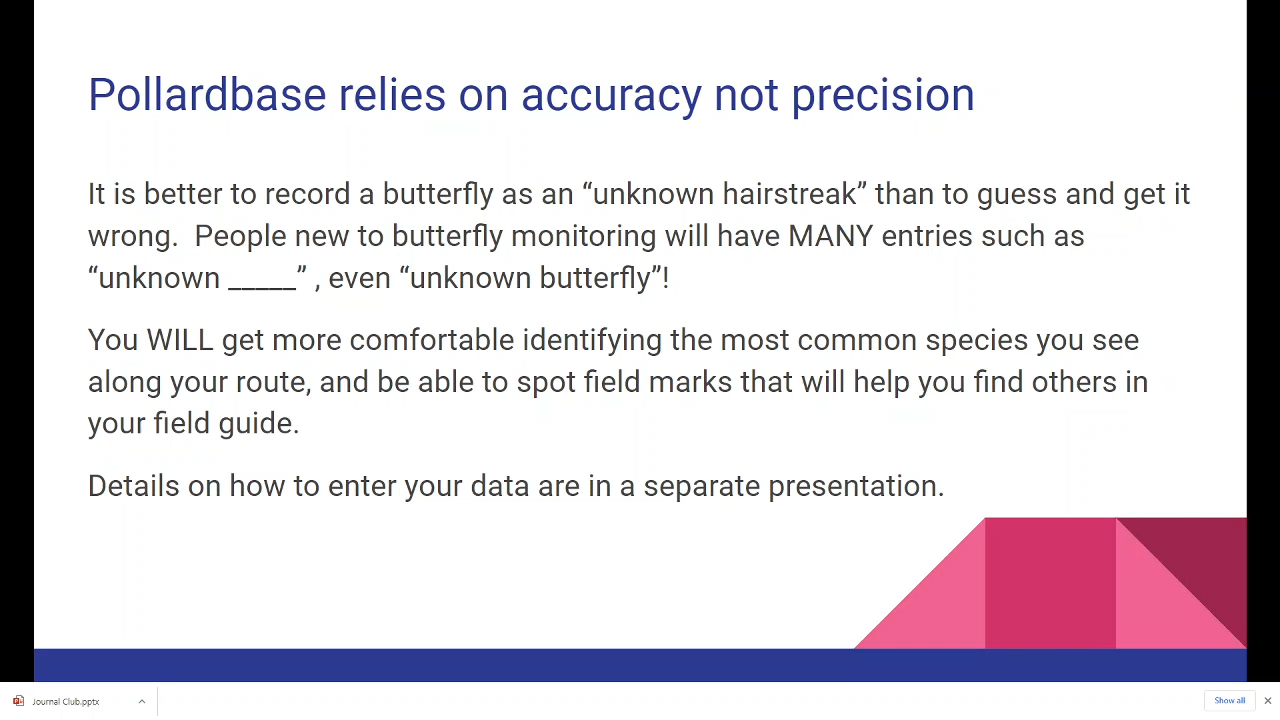 Pollardbase relies on accuracy not precision
It is better to record a butterfly as an “unknown hairstreak” than to guess and get it
wrong.  People new to butterfly monitoring will have MANY entries such as
“unknown _____” , even “unknown butterfly”!
You WILL get more comfortable identifying the most common species you see
along your route, and be able to spot field marks that will help you find others in
your field guide.
Details on how to enter your data are in a separate presentation.
Journal Club.pptx
Show all